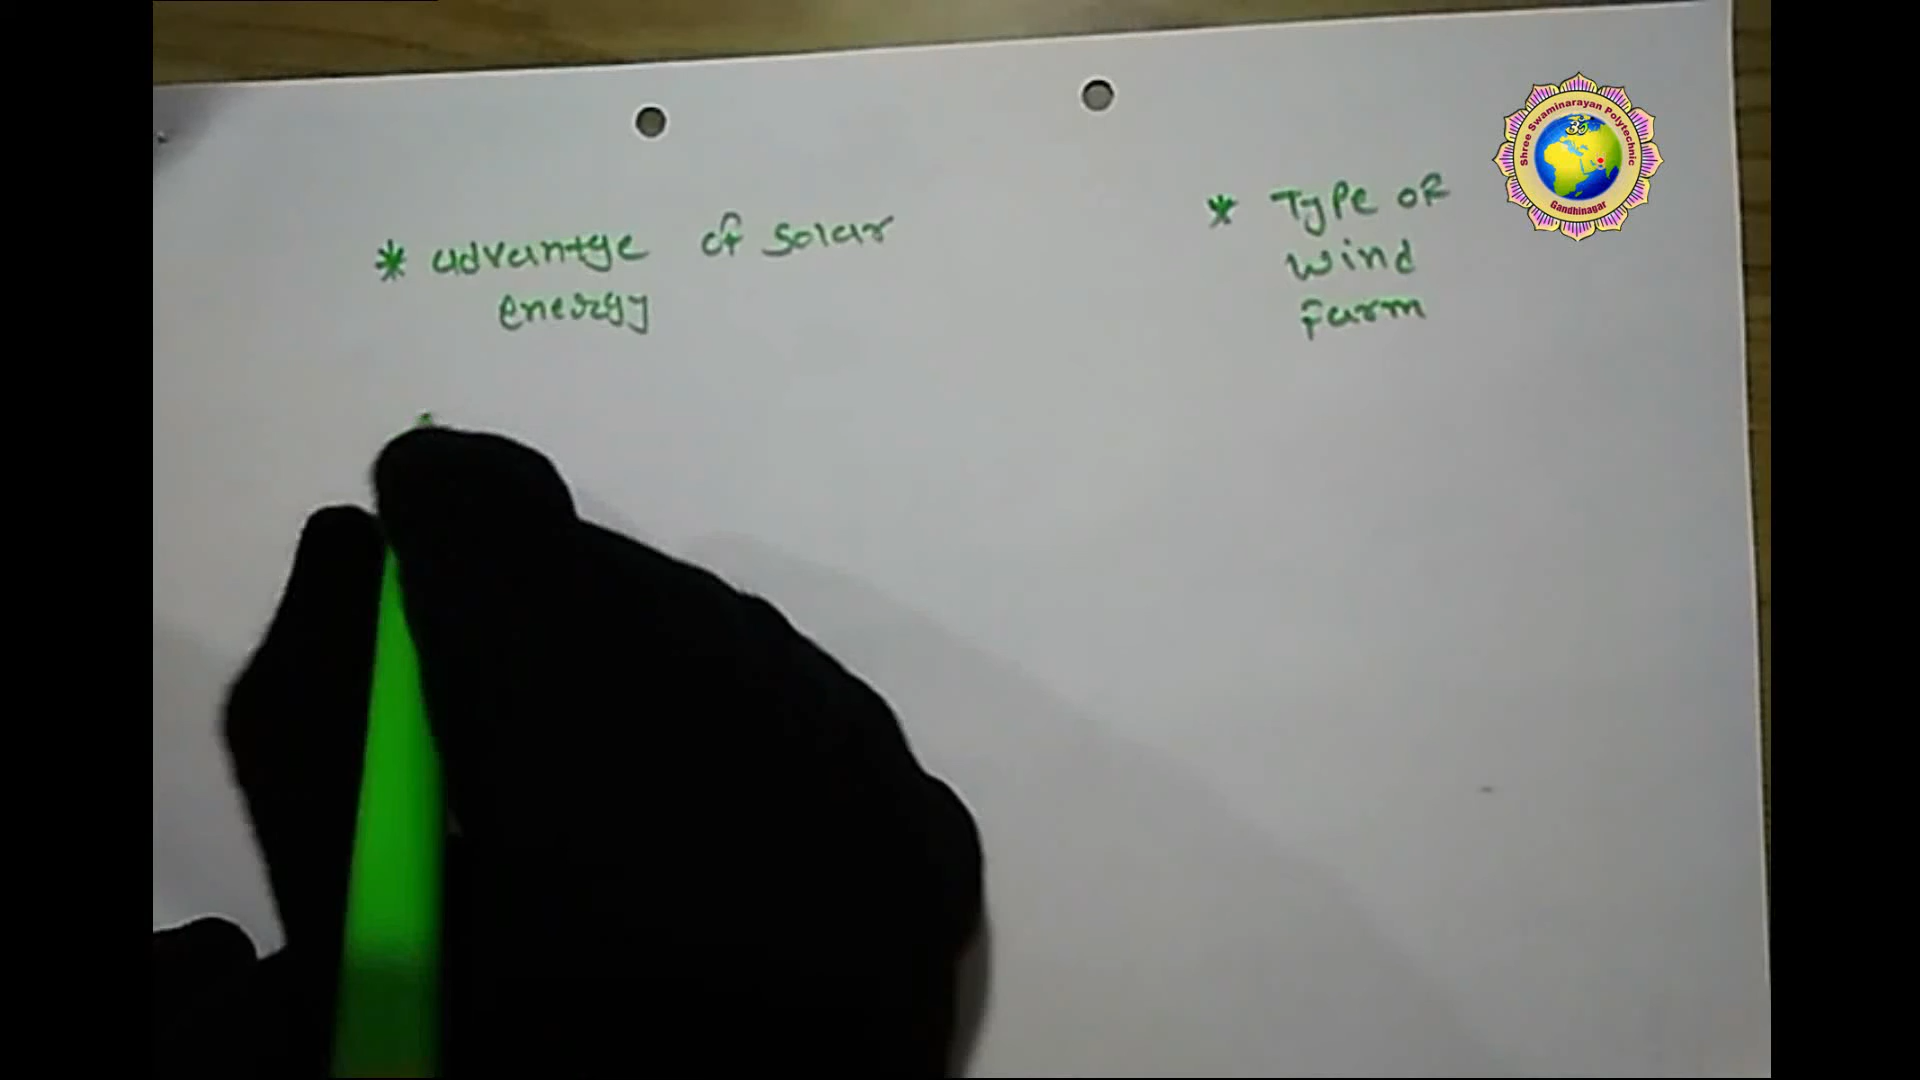 * advantge of solar
energy
* Type of
wind
farm
Shree Swaminarayan Polytechnic
Gandhinagar